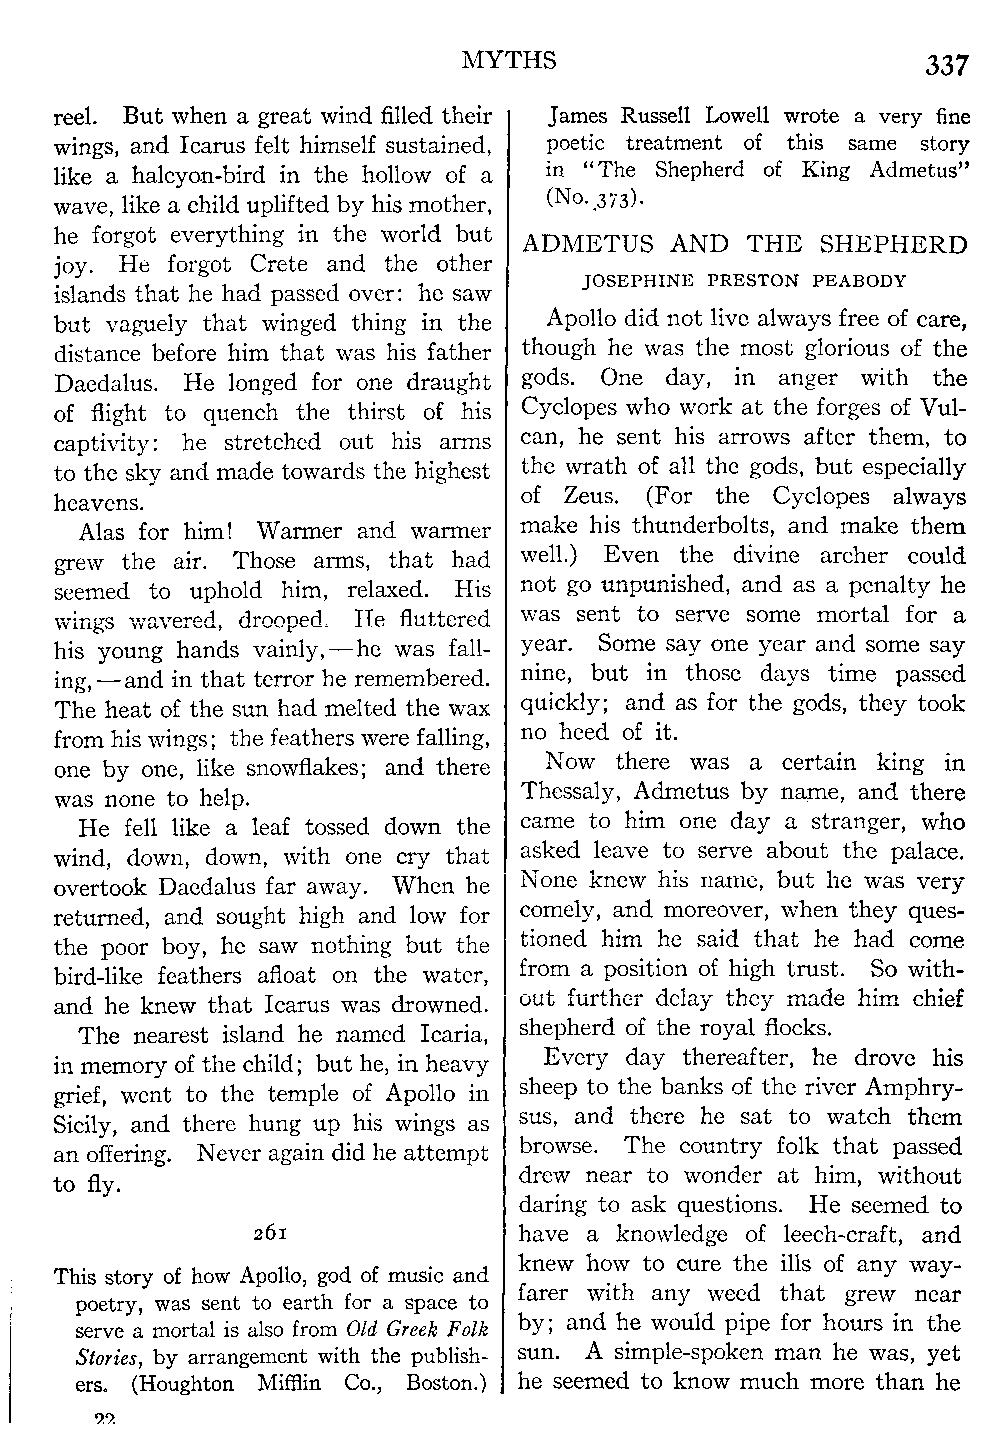 MYTHS
337
reel. But when a great wind filled their
wings, and Icarus felt himself sustained,
like a halcyon-bird in the hollow of a
wave, like a child uplifted by his mother,
he forgot everything in the world but
joy. He forgot Crete and the other
islands that he had passed over: he saw
but vaguely that winged thing in the
distance before him that was his father
Daedalus. He longed for one draught
of flight to quench the thirst of his
captivity: he stretched out his arms
to the sky and made towards the highest
heavens.
Alas for him! Warmer and warmer
grew the air. Those arms, that had
seemed to uphold him, relaxed. His
wings wavered, drooped. He fluttered
his young hands vainly,—he was fall-
ing,—and in that terror he remembered.
The heat of the sun had melted the wax
from his wings; the feathers were falling,
one by one, like snowflakes; and there
was none to help.
He fell like a leaf tossed down the
wind, down, down, with one cry that
overtook Daedalus far away. When he
returned, and sought high and low for
the poor boy, he saw nothing but the
bird-like feathers afloat on the water,
and he knew that Icarus was drowned.
The nearest island he named Icaria,
in memory of the child; but he, in heavy
grief, went to the temple of Apollo in
Sicily, and there hung up his wings as
an offering. Never again did he attempt
to fly.
261
This story of how Apollo, god of music and
poetry, was sent to earth for a space to
serve a mortal is also from Old Greek Folk
Stories, by arrangement with the publish-
ers. (Houghton Mifflin Co., Boston.)
22
James Russell Lowell wrote a very fine
poetic treatment of this same story
in "The Shepherd of King Admetus"
(No. 373).
ADMETUS AND THE SHEPHERD
JOSEPHINE PRESTON PEABODY
Apollo did not live always free of care,
though he was the most glorious of the
gods. One day, in anger with the
Cyclopes who work at the forges of Vul-
can, he sent his arrows after them, to
the wrath of all the gods, but especially
of Zeus. (For the Cyclopes always
make his thunderbolts, and make them
well.) Even the divine archer could
not go unpunished, and as a penalty he
was sent to serve some mortal for a
year. Some say one year and some say
nine, but in those days time passed
quickly; and as for the gods, they took
no heed of it.
Now there was a certain king in
Thessaly, Admetus by name, and there
came to him one day a stranger, who
asked leave to serve about the palace.
None knew his name, but he was very
comely, and moreover, when they ques-
tioned him he said that he had come
from a position of high trust. So with-
out further delay they made him chief
shepherd of the royal flocks.
Every day thereafter, he drove his
sheep to the banks of the river Amphry-
sus, and there he sat to watch them
browse. The country folk that passed
drew near to wonder at him, without
daring to ask questions. He seemed to
have a knowledge of leech-craft, and
knew how to cure the ills of any way-
farer with any weed that grew near
by; and he would pipe for hours in the
sun. A simple-spoken man he was, yet
he seemed to know much more than he